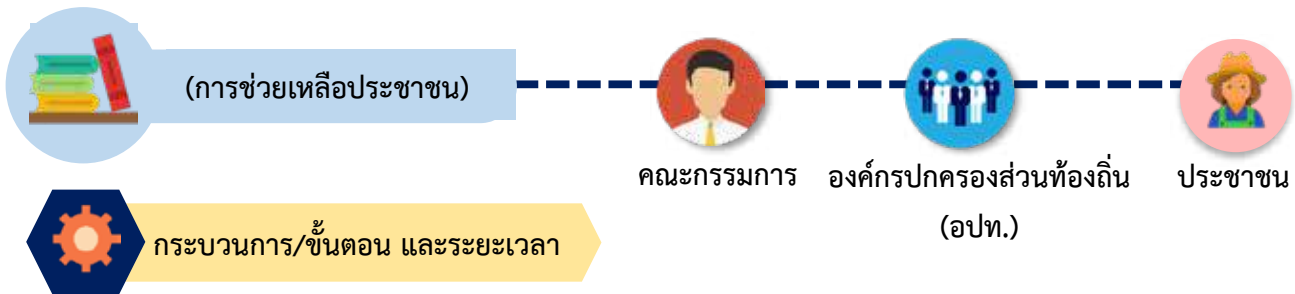 (การช่วยเหลือประชาชน)
คณะกรรมการ
องค์กรปกครองส่วนท้องถิ่น
(อปท.)
ประชาชน
กระบวนการ/ขั้นตอน และระยะเวลา